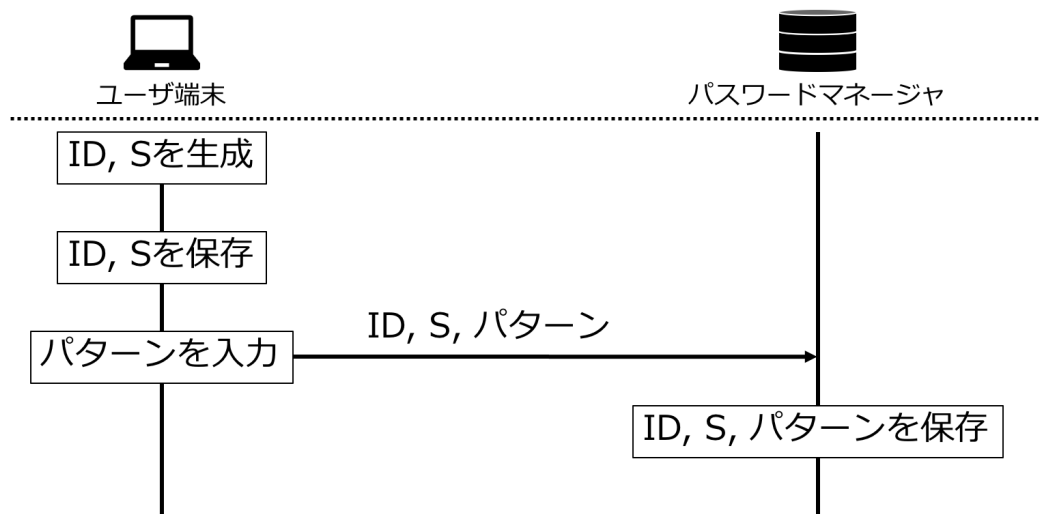 ユーザ端末
パスワードマネージャ
ID, Sを生成
ID, Sを保存
ID, S, パターン
パターンを入力
ID, S, パターンを保存